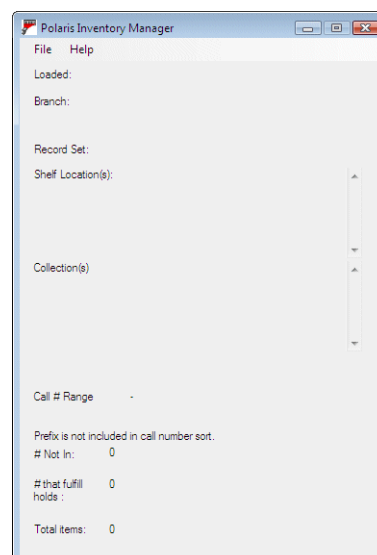 Polaris Inventory Manager
File Help
Loaded:
Branch:
Record Set:
Shelf Location(s):
Collection(s)
Call # Range -
Prefix is not included in call number sort.
# Not In: 0
# that fulfill
holds : 0
Total items: 0